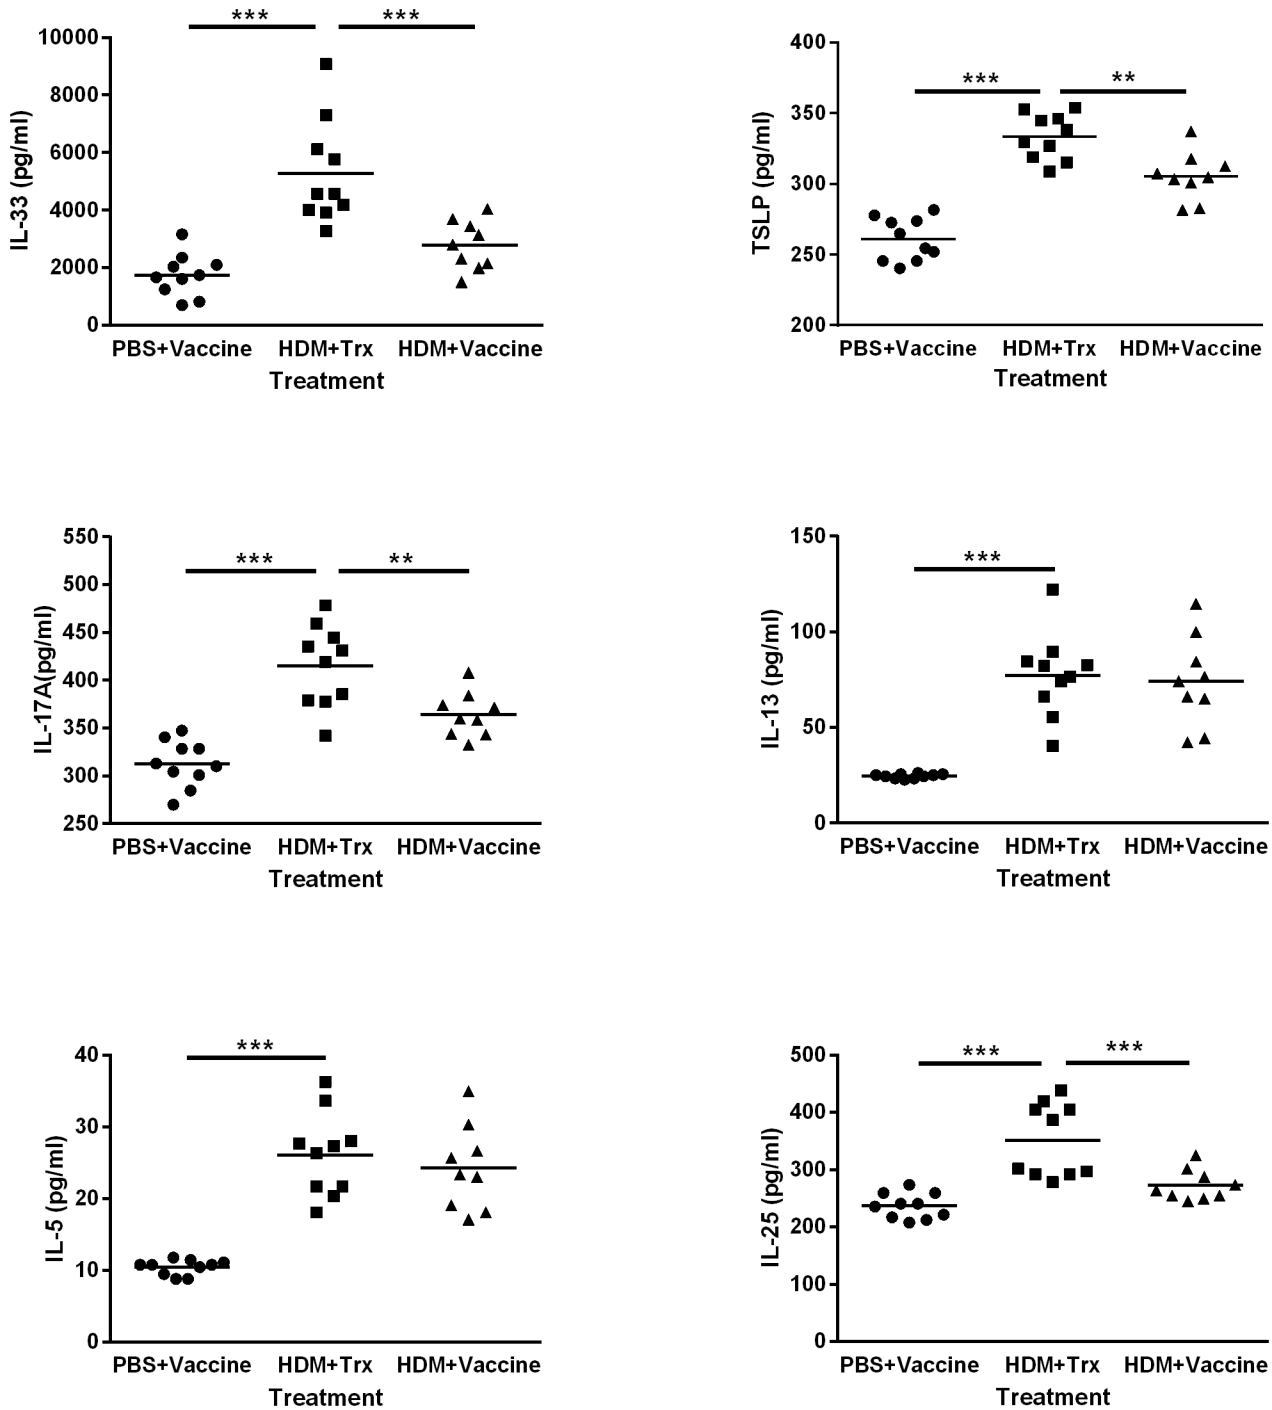 *** ***
10000
8000
6000
4000
2000
0
IL-33 (pg/ml)
PBS+Vaccine HDM+Trx HDM+Vaccine
Treatment
*** **
400
350
300
250
200
TSLP (pg/ml)
PBS+Vaccine HDM+Trx HDM+Vaccine
Treatment
*** **
550
500
450
400
350
300
250
IL-17A(pg/ml)
PBS+Vaccine HDM+Trx HDM+Vaccine
Treatment
***
150
100
50
0
IL-13 (pg/ml)
PBS+Vaccine HDM+Trx HDM+Vaccine
Treatment
***
40
30
20
10
0
IL-5 (pg/ml)
PBS+Vaccine HDM+Trx HDM+Vaccine
Treatment
*** ***
500
400
300
200
100
0
IL-25 (pg/ml)
PBS+Vaccine HDM+Trx HDM+Vaccine
Treatment